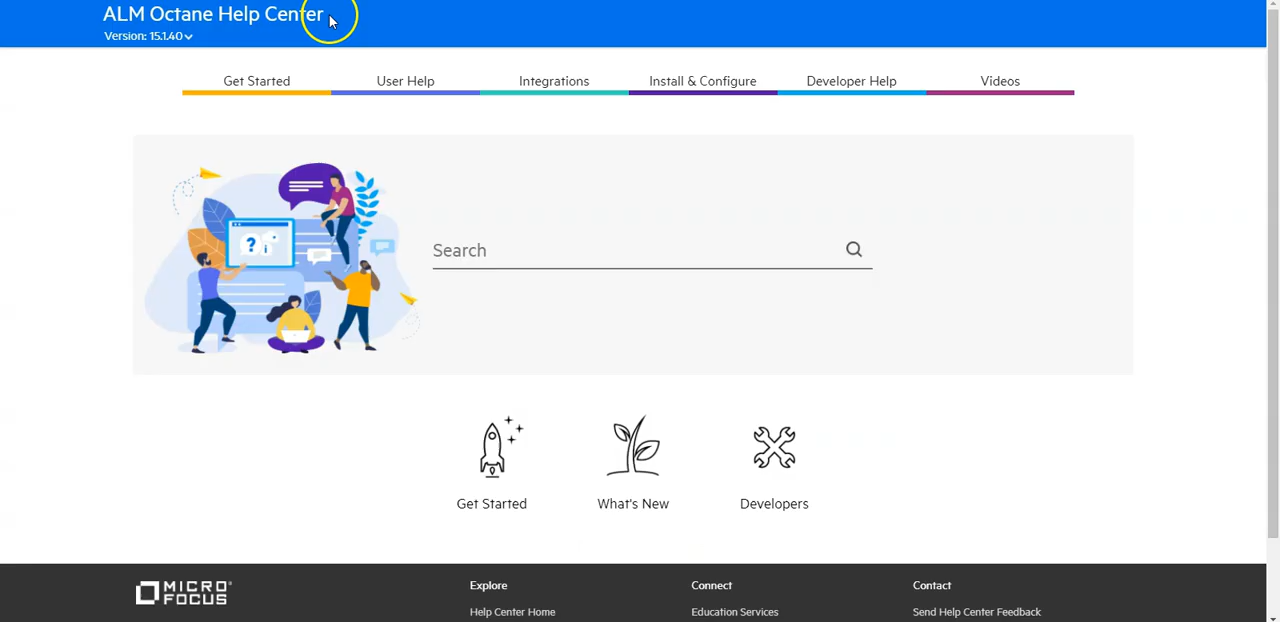 ALM Octane Help Center
Version: 15.1.40
Get Started
User Help
Integrations
Install & Configure
Developer Help
Videos
?
i
Search
Get Started
What's New
Developers
MICRO
FOCUS
Explore
Connect
Contact
Help Center Home
Education Services
Send Help Center Feedback